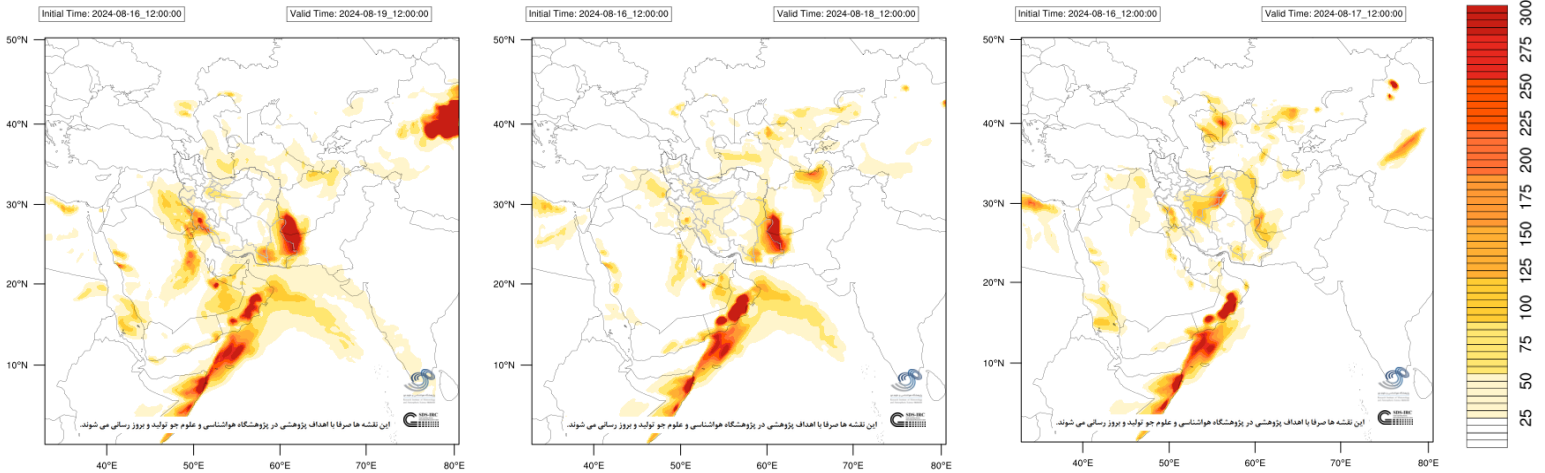 Initial Time: 2024-08-16_12:00:00
Valid Time: 2024-08-19_12:00:00
50°N
40°N
30°N
20°N
10°N
40°E
50°E
60°E
70°E
80°E
SDS-IRC
این نقشه ها صرفا با اهداف پژوهشی در پژوهشگاه هواشناسی و علوم جو تولید و بروز رسانی می شوند.
Initial Time: 2024-08-16_12:00:00
Valid Time: 2024-08-18_12:00:00
50°N
40°N
30°N
20°N
10°N
40°E
50°E
60°E
70°E
80°E
SDS-IRC
این نقشه ها صرفا با اهداف پژوهشی در پژوهشگاه هواشناسی و علوم جو تولید و بروز رسانی می شوند.
Initial Time: 2024-08-16_12:00:00
Valid Time: 2024-08-17_12:00:00
50°N
40°N
30°N
20°N
10°N
40°E
50°E
60°E
70°E
80°E
SDS-IRC
این نقشه ها صرفا با اهداف پژوهشی در پژوهشگاه هواشناسی و علوم جو تولید و بروز رسانی می شوند.
300
275
250
225
200
175
150
125
100
75
50
25